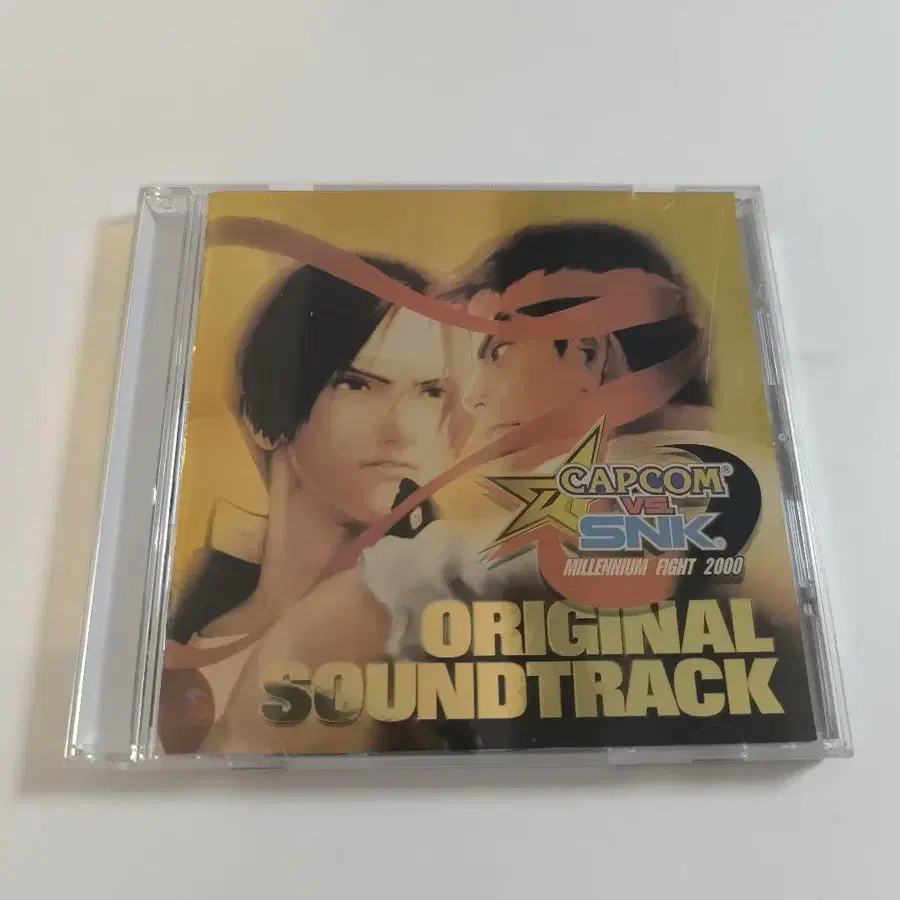 CAPCOM®
VS.
SNK®
MILLENNIUM FIGHT 2000
ORIGINAL
SOUNDTRACK